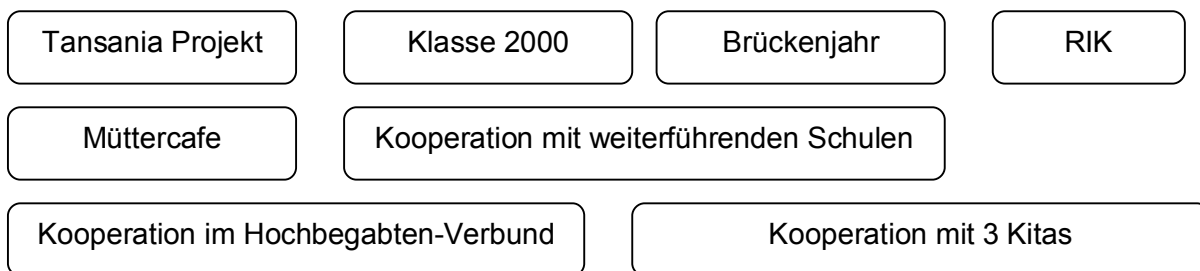 Tansania Projekt
Klasse 2000
Brückenjahr
RIK
Müttercafe
Kooperation mit weiterführenden Schulen
Kooperation im Hochbegabten-Verbund
Kooperation mit 3 Kitas